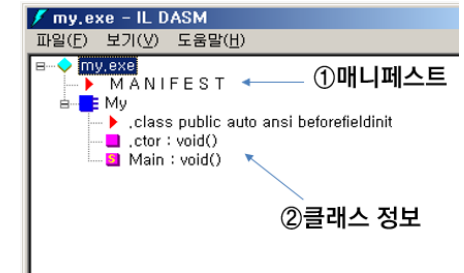 my.exe - IL DASM
파일(F) 보기(V) 도움말(H)
my.exe
M A N I F E S T
①매니페스트
My
.class public auto ansi beforefieldinit
.ctor : void()
S Main : void()
②클래스 정보